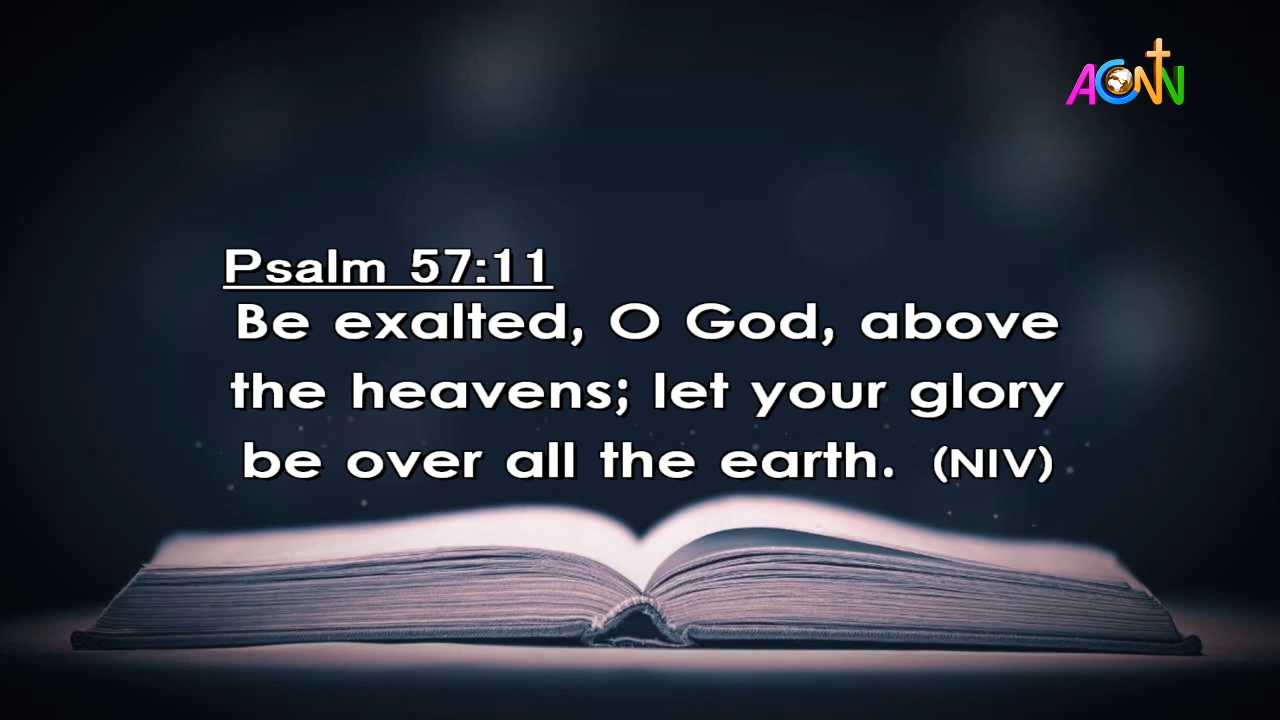 ACNN
Psalm 57:11
Be exalted, O God, above
the heavens; let your glory
be over all the earth. (NIV)